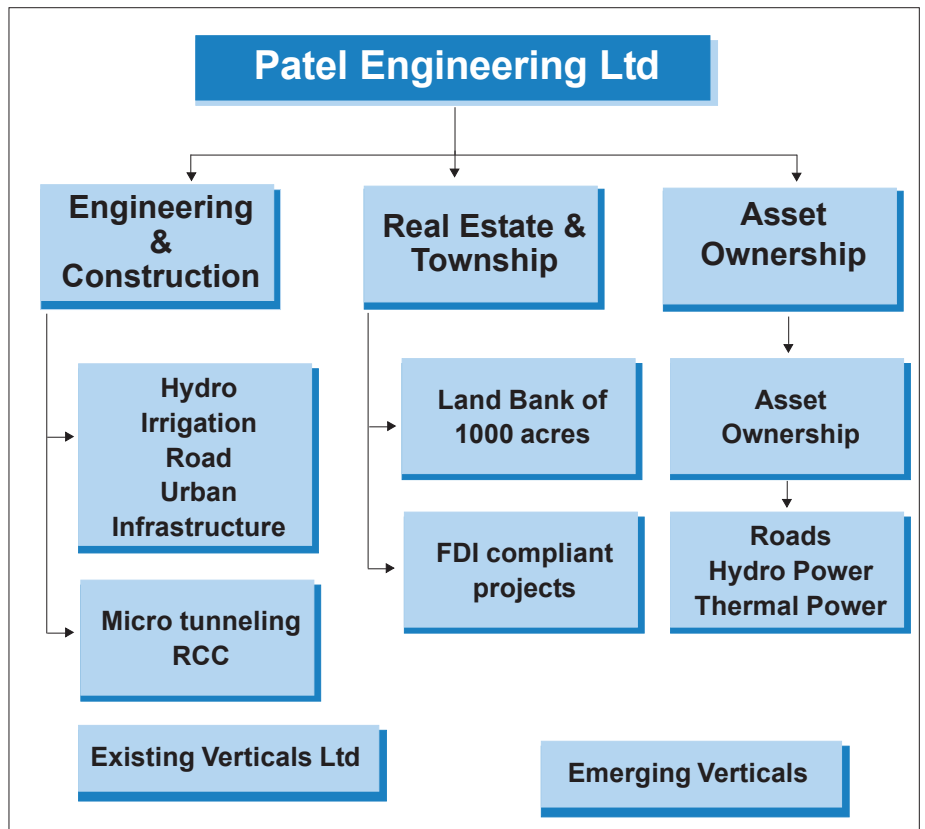 Patel Engineering Ltd
Engineering
&
Construction
Real Estate &
Township
Asset
Ownership
Hydro
Irrigation
Road
Urban
Infrastructure
Land Bank of
1000 acres
Asset
Ownership
Micro tunneling
RCC
FDI compliant
projects
Roads
Hydro Power
Thermal Power
Existing Verticals Ltd
Emerging Verticals